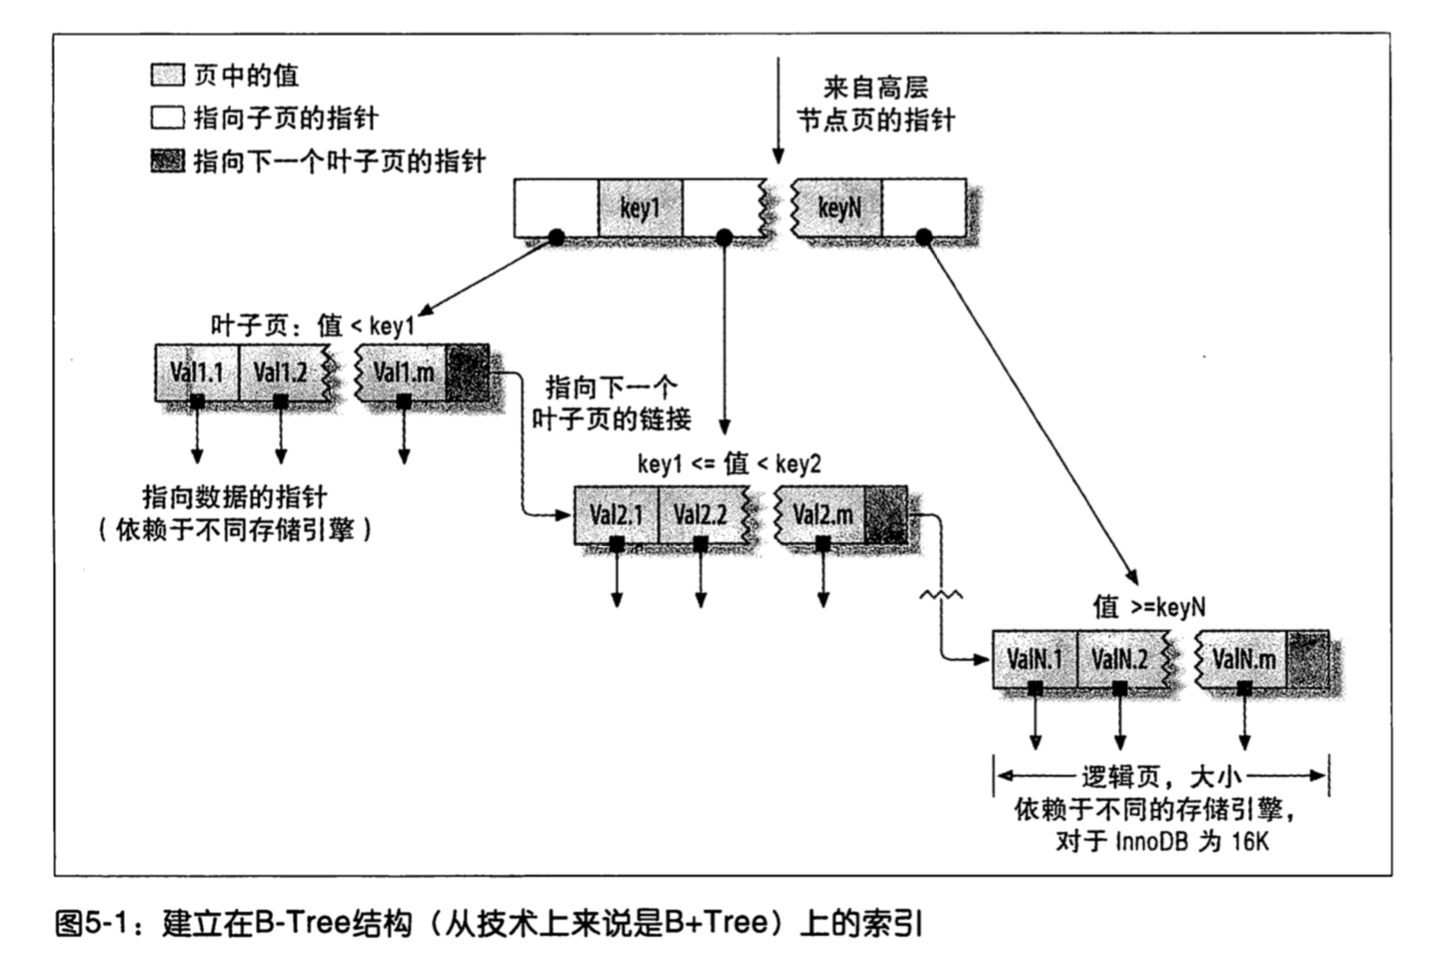 页中的值
指向子页的指针
指向下一个叶子页的指针
来自高层
节点页的指针
key1
keyN
叶子页：值 < key1
Val1.1
Val1.2
Val1.m
指向下一个
叶子页的链接
key1 <= 值 < key2
指向数据的指针
（依赖于不同存储引擎）
Val2.1
Val2.2
Val2.m
值 >=keyN
ValN.1
ValN.2
ValN.m
逻辑页，大小
依赖于不同的存储引擎，
对于 InnoDB 为 16K
图5-1：建立在B-Tree结构（从技术上来说是B+Tree）上的索引